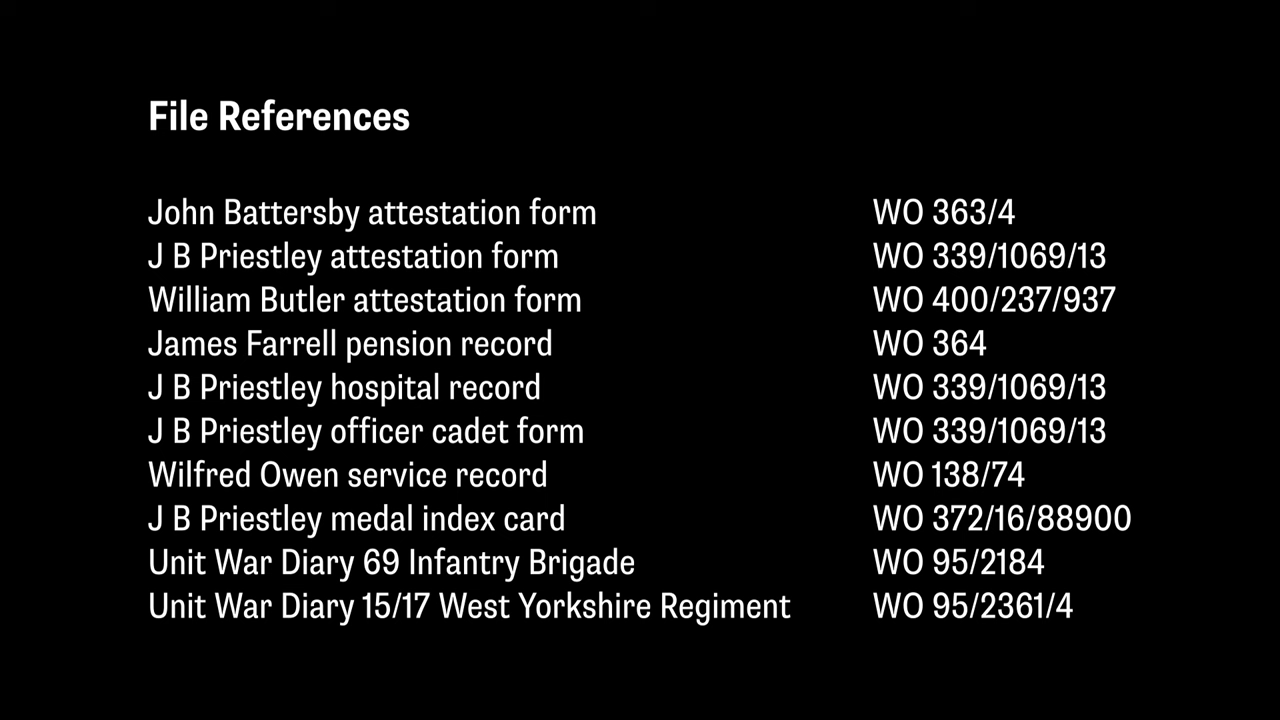 File References
John Battersby attestation form WO 363/4
J B Priestley attestation form WO 339/1069/13
William Butler attestation form WO 400/237/937
James Farrell pension record WO 364
J B Priestley hospital record WO 339/1069/13
J B Priestley officer cadet form WO 339/1069/13
Wilfred Owen service record WO 138/74
J B Priestley medal index card WO 372/16/88900
Unit War Diary 69 Infantry Brigade WO 95/2184
Unit War Diary 15/17 West Yorkshire Regiment WO 95/2361/4